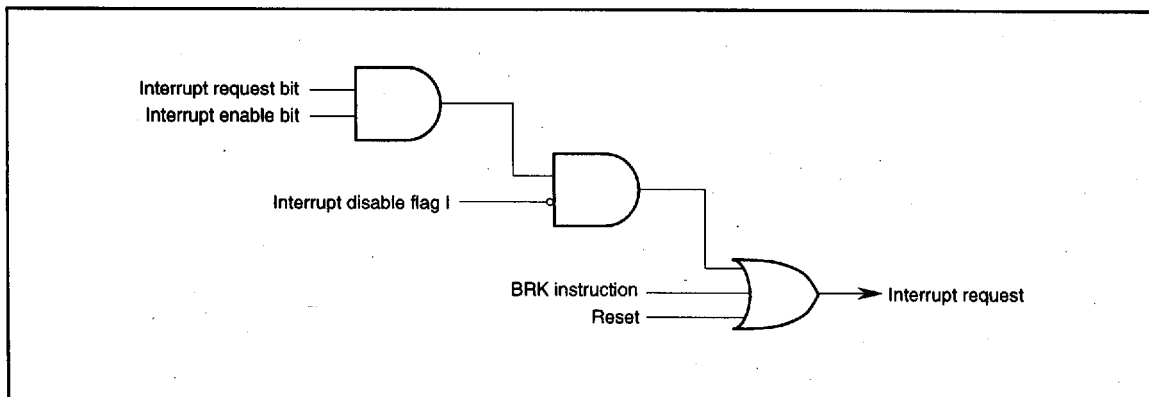 Interrupt request bit
Interrupt enable bit
Interrupt disable flag I
BRK instruction
Reset
Interrupt request